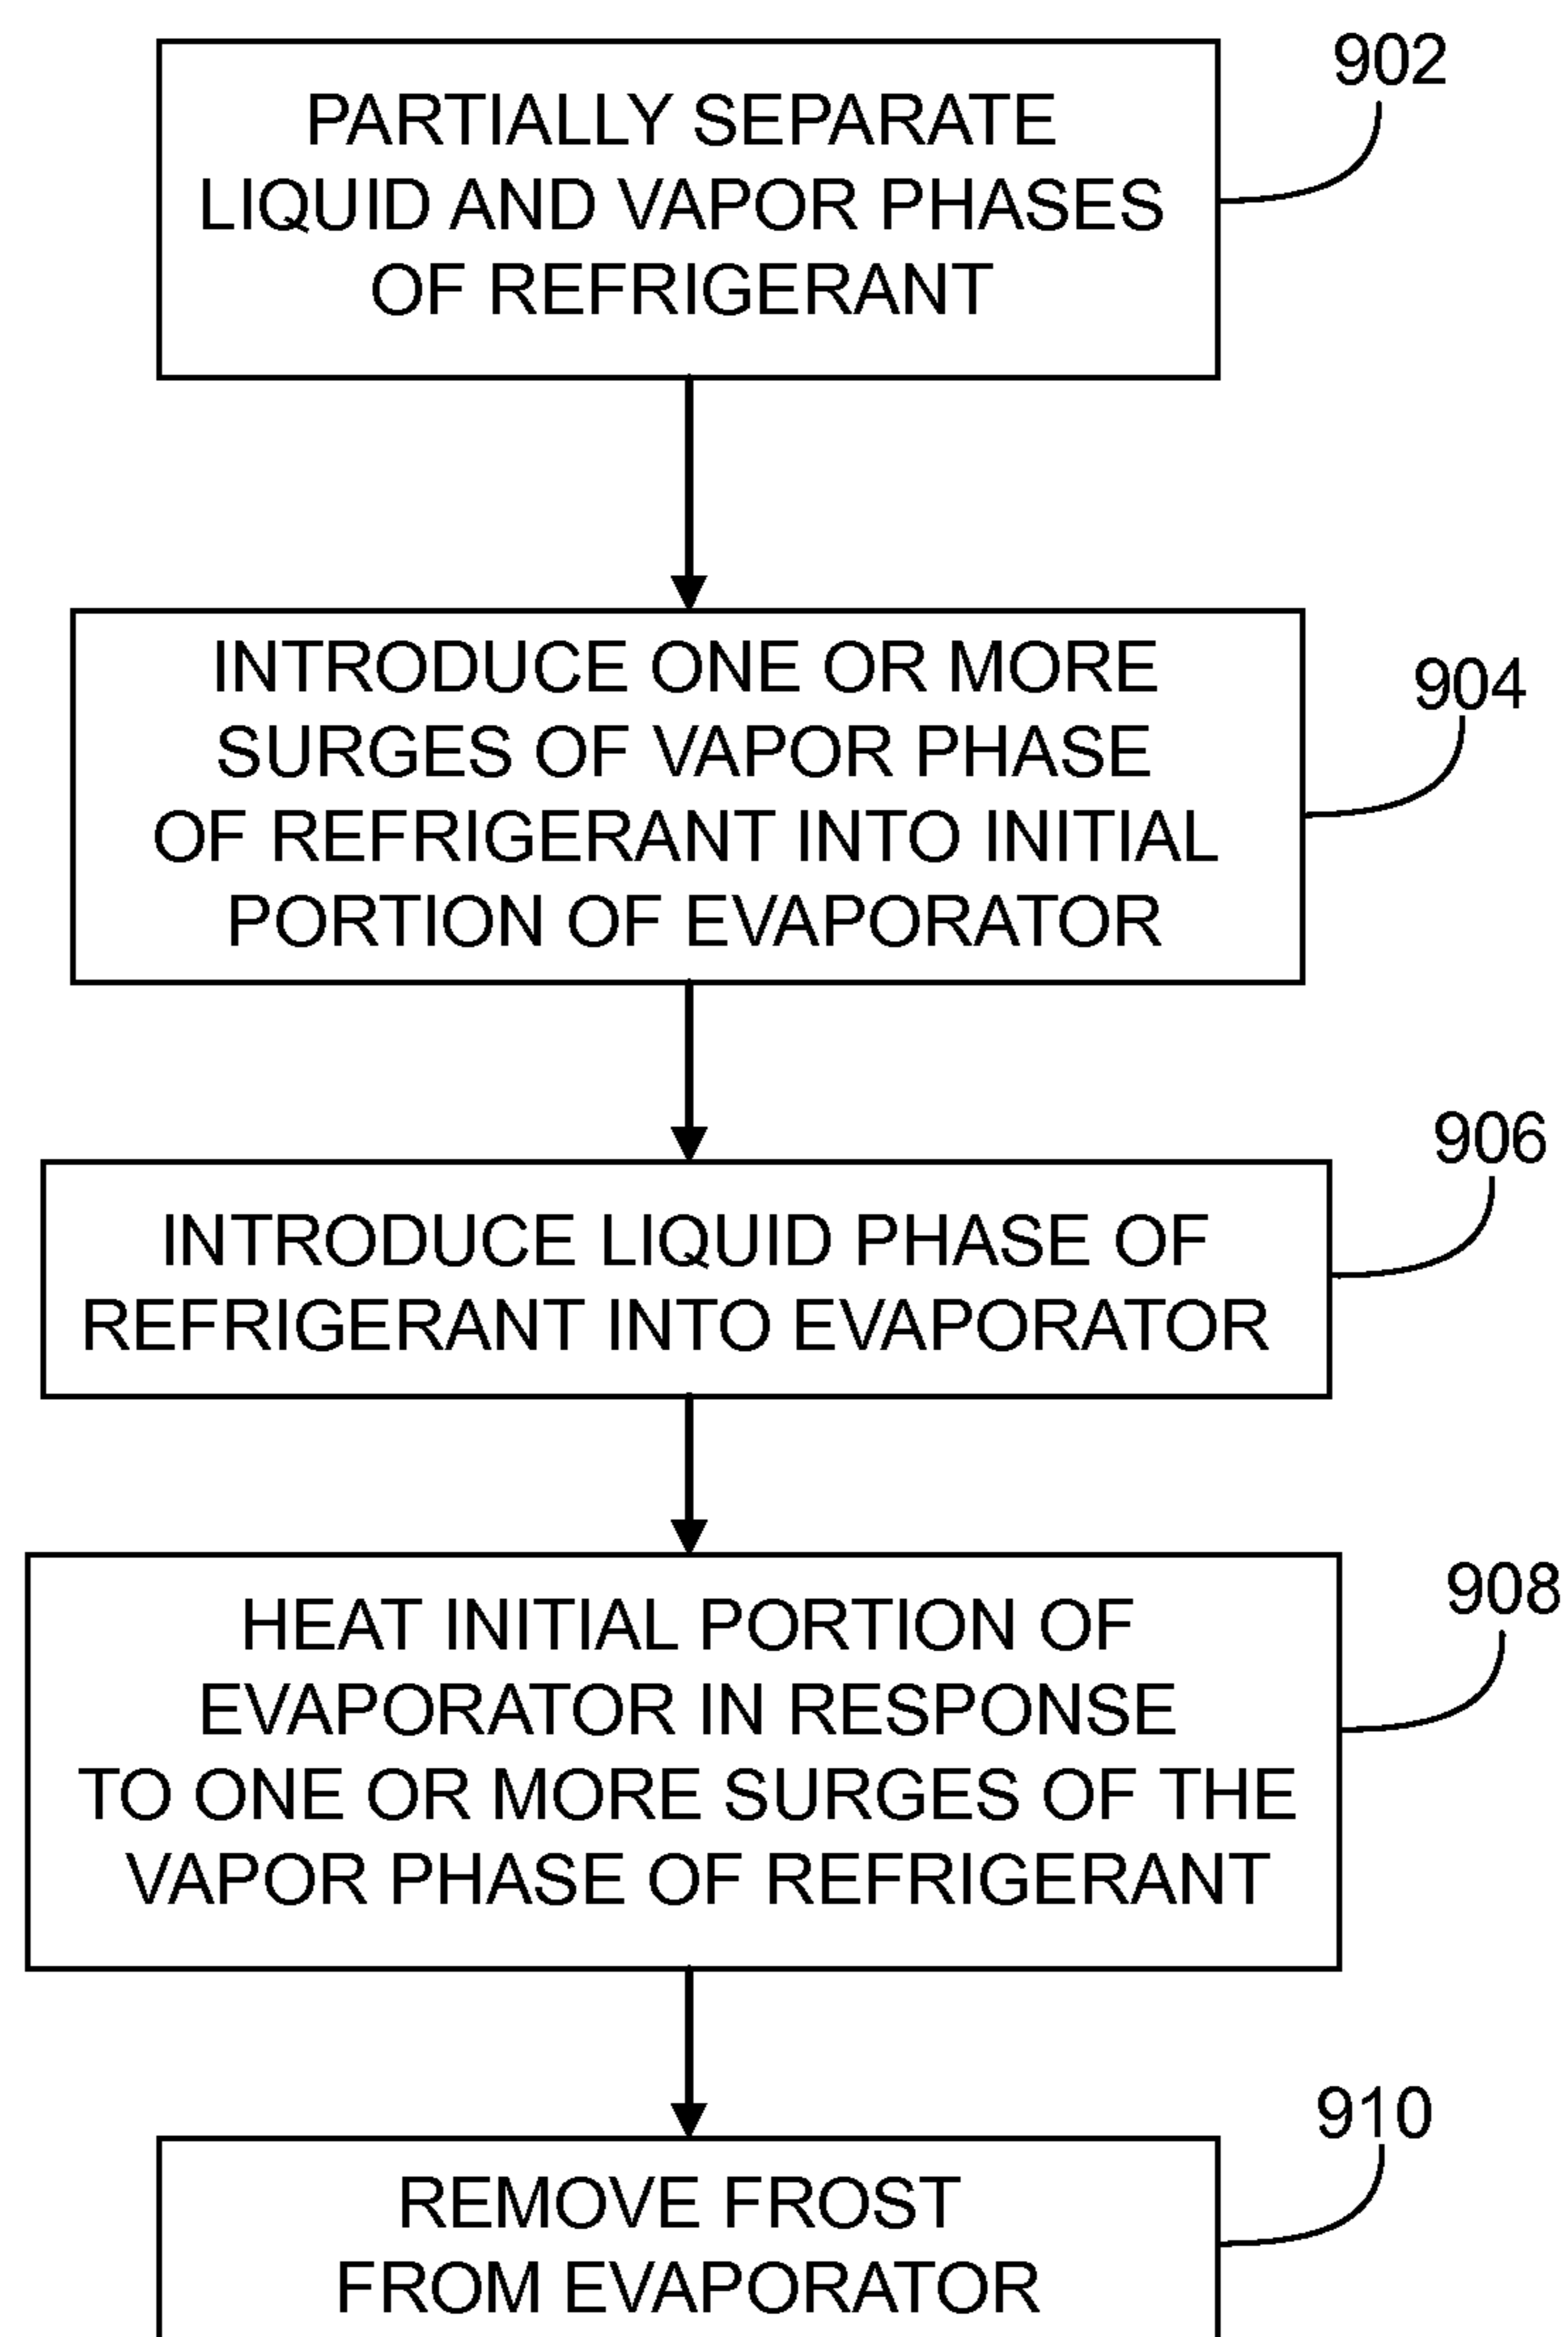 902
PARTIALLY SEPARATE
LIQUID AND VAPOR PHASES
OF REFRIGERANT
904
INTRODUCE ONE OR MORE
SURGES OF VAPOR PHASE
OF REFRIGERANT INTO INITIAL
PORTION OF EVAPORATOR
906
INTRODUCE LIQUID PHASE OF
REFRIGERANT INTO EVAPORATOR
908
HEAT INITIAL PORTION OF
EVAPORATOR IN RESPONSE
TO ONE OR MORE SURGES OF THE
VAPOR PHASE OF REFRIGERANT
910
REMOVE FROST
FROM EVAPORATOR